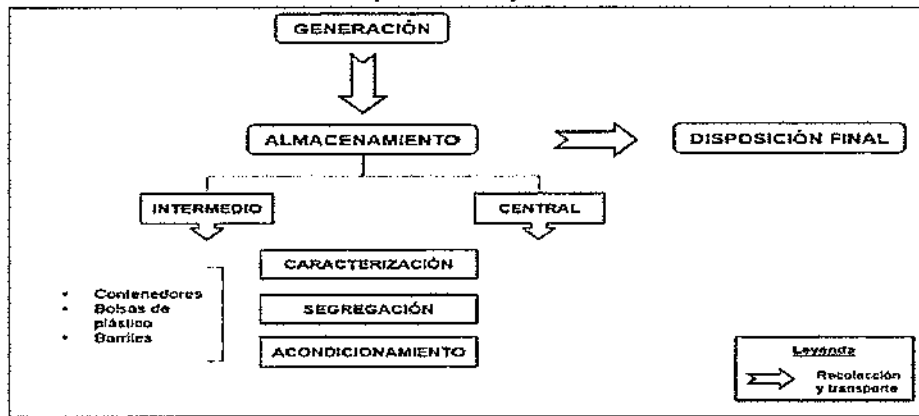 GENERACIÓN
ALMACENAMIENTO
DISPOSICIÓN FINAL
INTERMEDIO
CENTRAL
CARACTERIZACIÓN
• Contenedores
• Bolsas de
plástico
• Barriles
SEGREGACIÓN
ACONDICIONAMIENTO
Leyenda
Recolección
y transporte